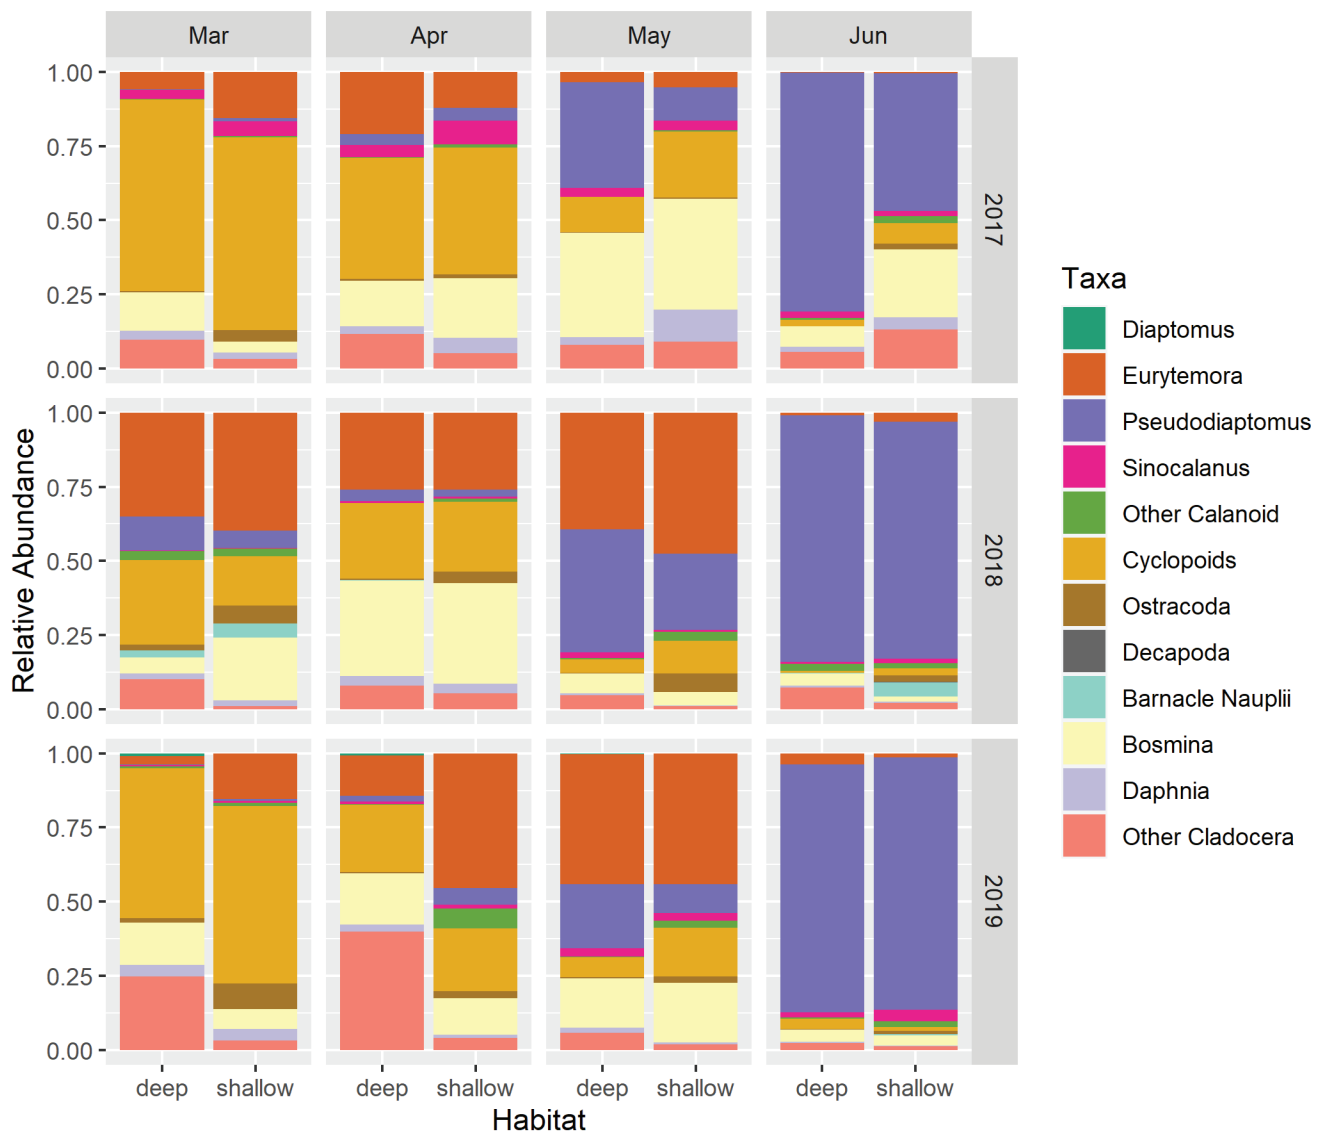 Mar Apr May Jun
1.00
0.75
0.50
0.25
0.00
2017
1.00
0.75
0.50
0.25
0.00
2018
1.00
0.75
0.50
0.25
0.00
2019
Relative Abundance
deep shallow deep shallow deep shallow deep shallow
Habitat
Taxa
Diaptomus
Eurytemora
Pseudodiaptomus
Sinocalanus
Other Calanoid
Cyclopoids
Ostracoda
Decapoda
Barnacle Nauplii
Bosmina
Daphnia
Other Cladocera